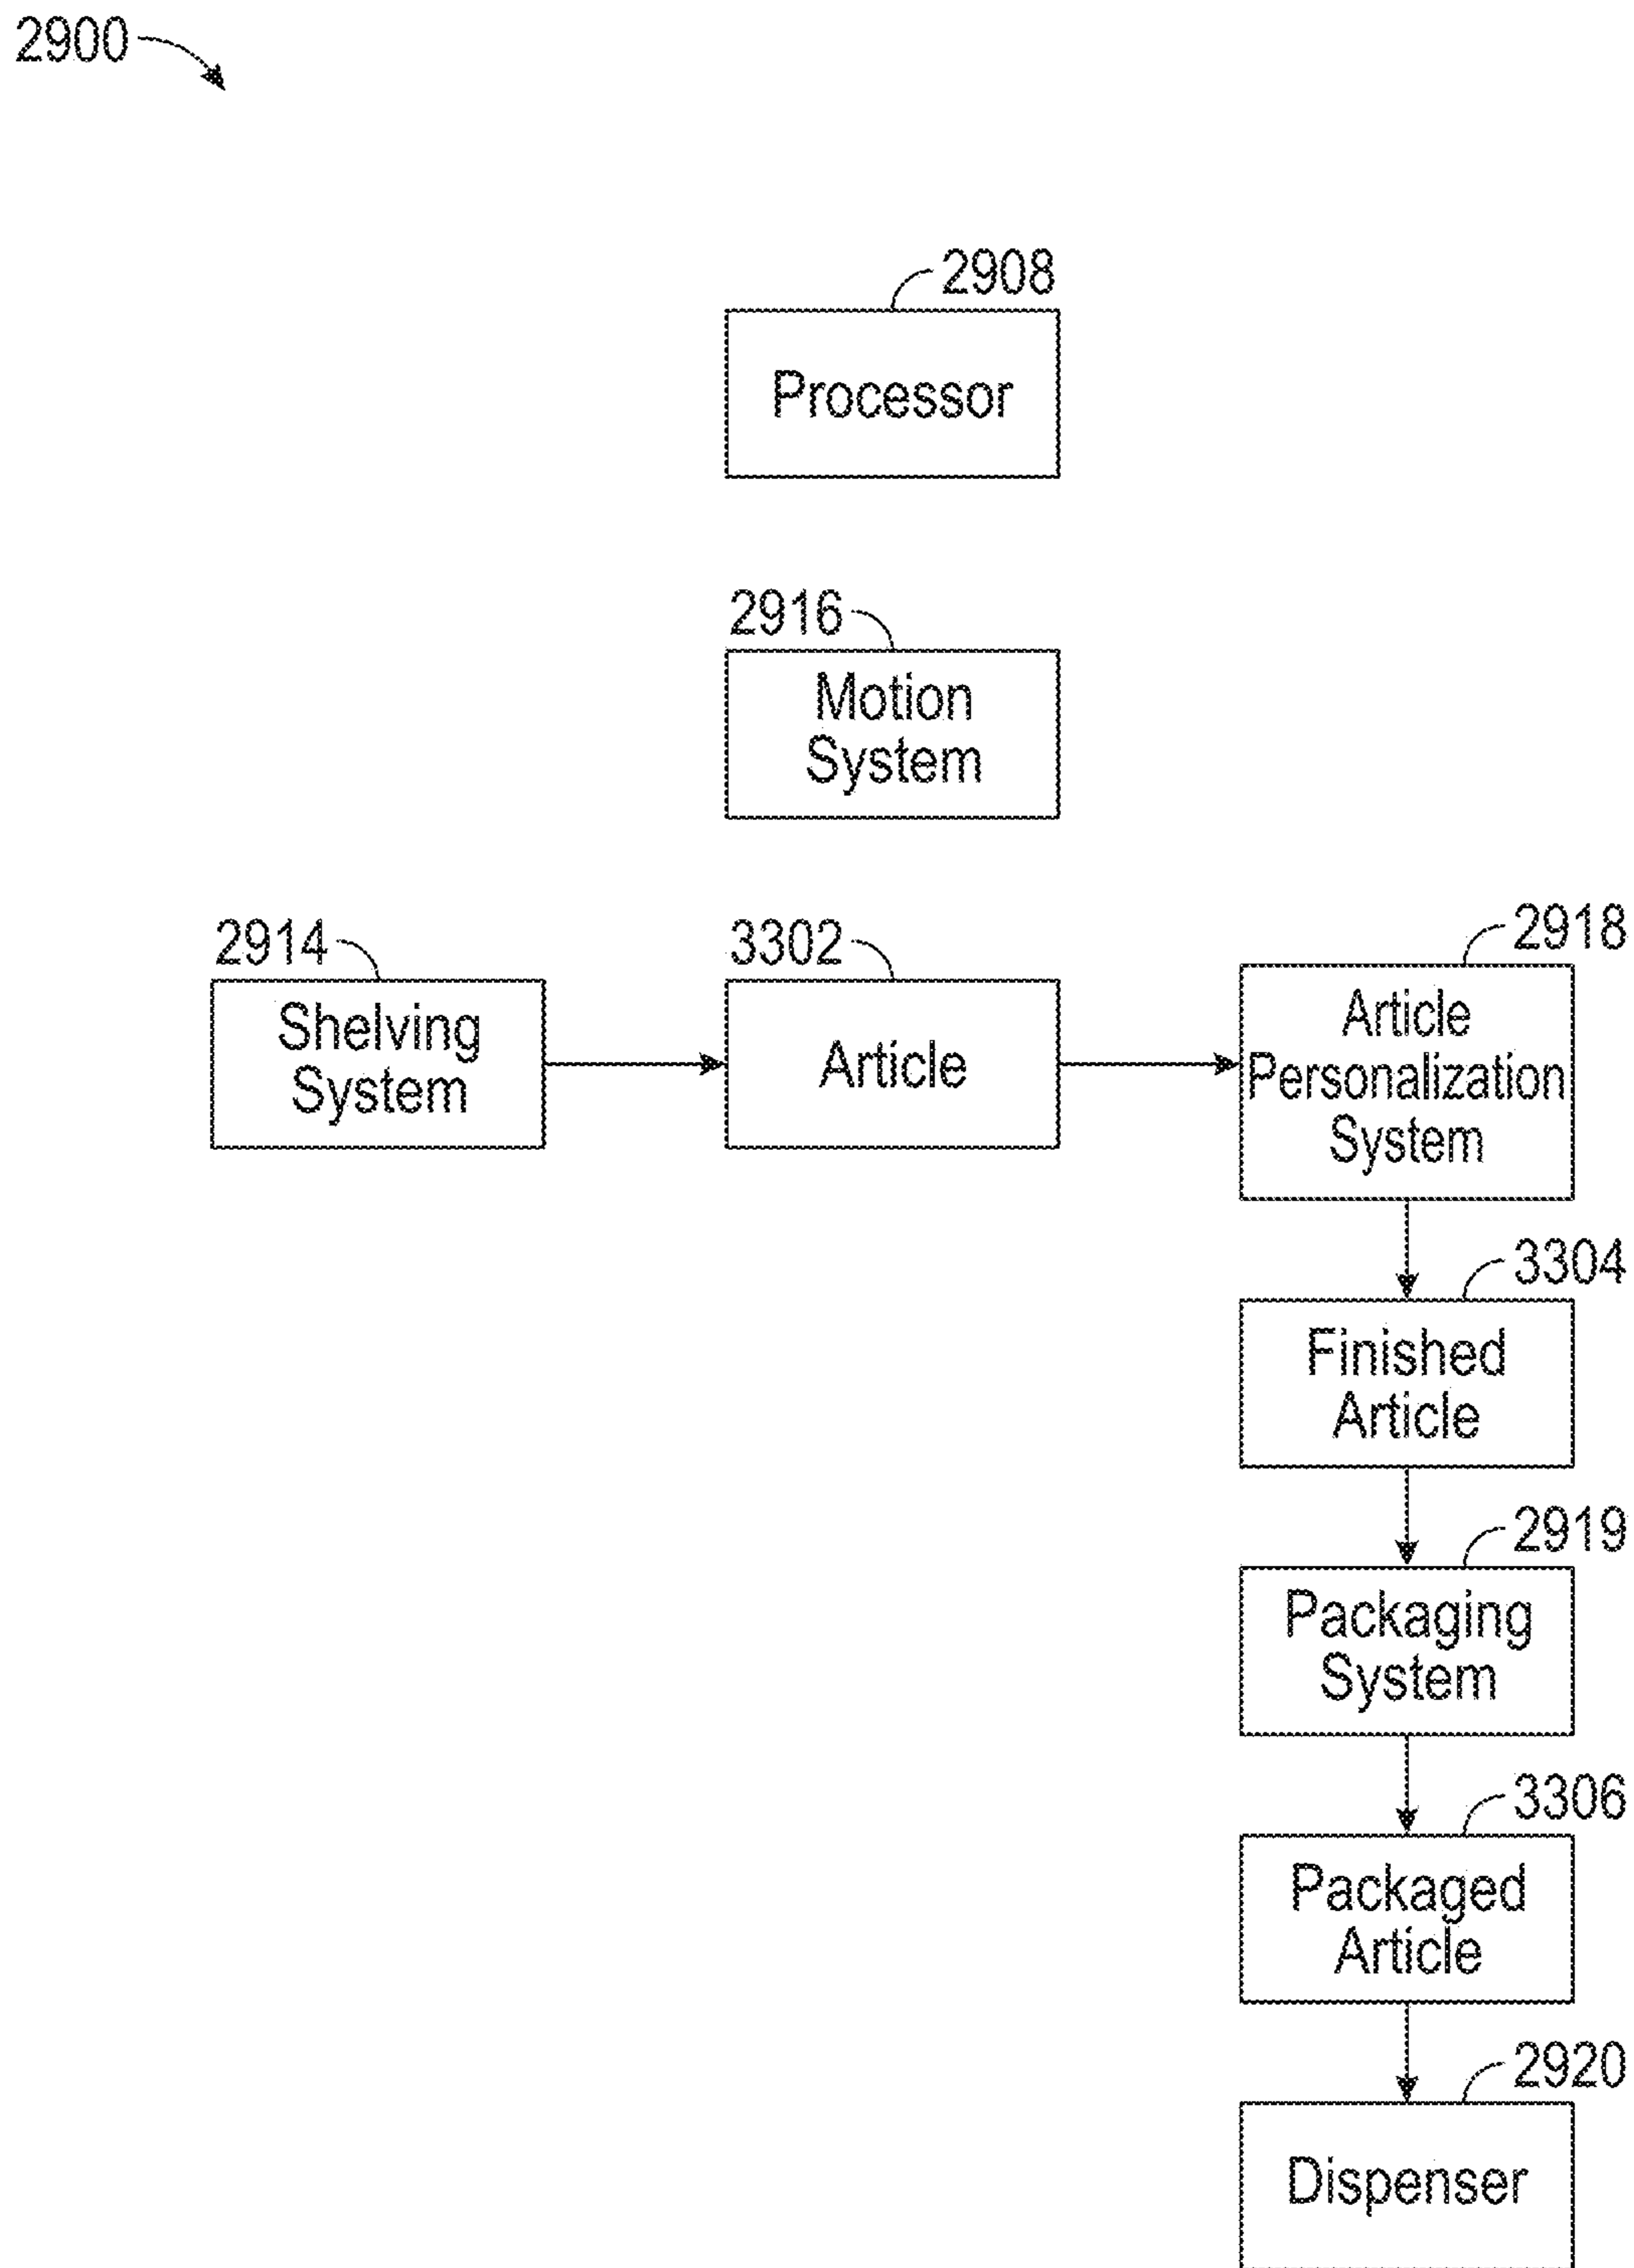 2900
2908
Processor
2916
Motion
System
2914
Shelving
System
3302
Article
2918
Article
Personalization
System
3304
Finished
Article
2919
Packaging
System
3306
Packaged
Article
2920
Dispenser